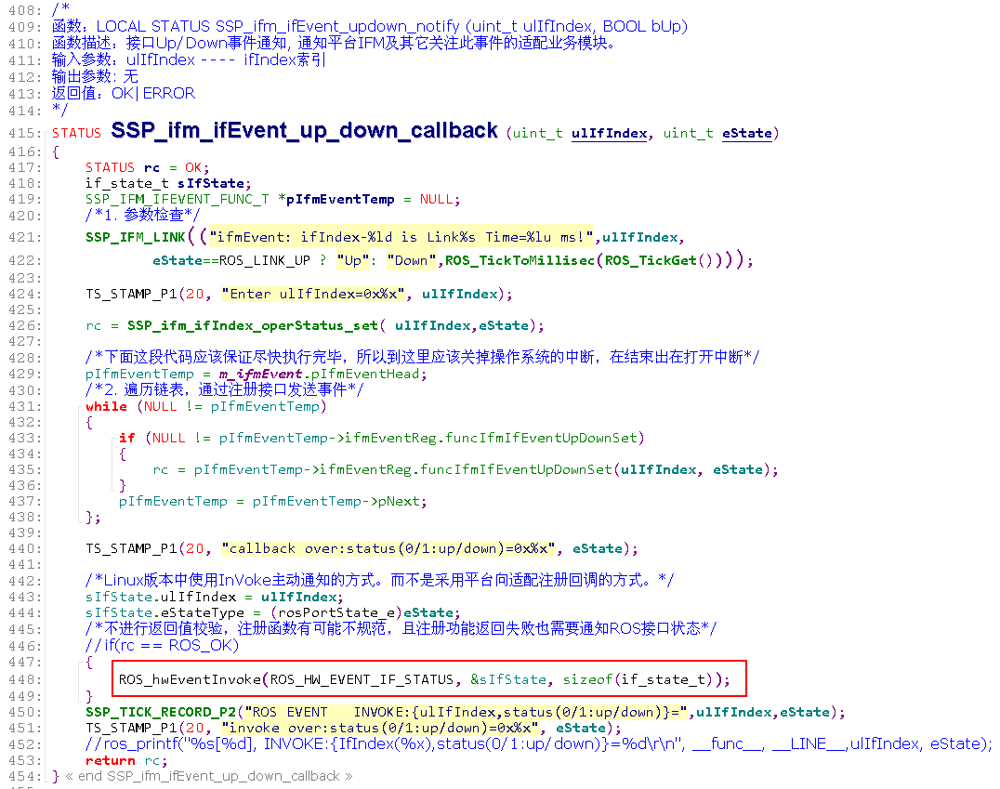 408: /*
409: 函数：LOCAL STATUS SSP_ifm_ifEvent_updown_notify (uint_t ulIfIndex, BOOL bUp)
410: 函数描述：接口Up/Down事件通知, 通知平台IFM及其它关注此事件的适配业务模块。
411: 输入参数：ulIfIndex ---- ifIndex索引
412: 输出参数: 无
413: 返回值：OK|ERROR
414: */
415: STATUS SSP_ifm_ifEvent_up_down_callback (uint_t ulIfIndex, uint_t eState)
416: {
417: STATUS rc = OK;
418: if_state_t sIfState;
419: SSP_IFM_IFEVENT_FUNC_T *pIfmEventTemp = NULL;
420: /*1. 参数检查*/
421: SSP_IFM_LINK(("ifmEvent: ifIndex-%ld is Link%s Time=%lu ms!",ulIfIndex,
422: eState==ROS_LINK_UP ? "Up": "Down",ROS_TickToMillisec(ROS_TickGet())));
423:
424: TS_STAMP_P1(20, "Enter ulIfIndex=0x%x", ulIfIndex);
425:
426: rc = SSP_ifm_ifIndex_operStatus_set( ulIfIndex,eState);
427:
428: /*下面这段代码应该保证尽快执行完毕，所以到这里应该关掉操作系统的中断，在结束出在打开中断*/
429: pIfmEventTemp = m_ifmEvent.pIfmEventHead;
430: /*2. 遍历链表，通过注册接口发送事件*/
431: while (NULL != pIfmEventTemp)
432: {
433: if (NULL != pIfmEventTemp->ifmEventReg.funcIfmIfEventUpDownSet)
434: {
435: rc = pIfmEventTemp->ifmEventReg.funcIfmIfEventUpDownSet(ulIfIndex, eState);
436: }
437: pIfmEventTemp = pIfmEventTemp->pNext;
438: };
439:
440: TS_STAMP_P1(20, "callback over:status(0/1:up/down)=0x%x", eState);
441:
442: /*Linux版本中使用InVoke主动通知的方式。而不是采用平台向适配注册回调的方式。*/
443: sIfState.ulIfIndex = ulIfIndex;
444: sIfState.eStateType = (rosPortState_e)eState;
445: /*不进行返回值校验，注册函数有可能不规范，且注册功能返回失败也需要通知ROS接口状态*/
446: //if(rc == ROS_OK)
447: {
448: ROS_hwEventInvoke(ROS_HW_EVENT_IF_STATUS, &sIfState, sizeof(if_state_t));
449: }
450: SSP_TICK_RECORD_P2("ROS EVENT INVOKE:{ulIfIndex,status(0/1:up/down)}=",ulIfIndex,eState);
451: TS_STAMP_P1(20, "invoke over:status(0/1:up/down)=0x%x", eState);
452: //ros_printf("%s[%d], INVOKE:{IfIndex(%x),status(0/1:up/down)}=%d\r\n", __func__, __LINE__,ulIfIndex, eState);
453: return rc;
454: } « end SSP_ifm_ifEvent_up_down_callback »